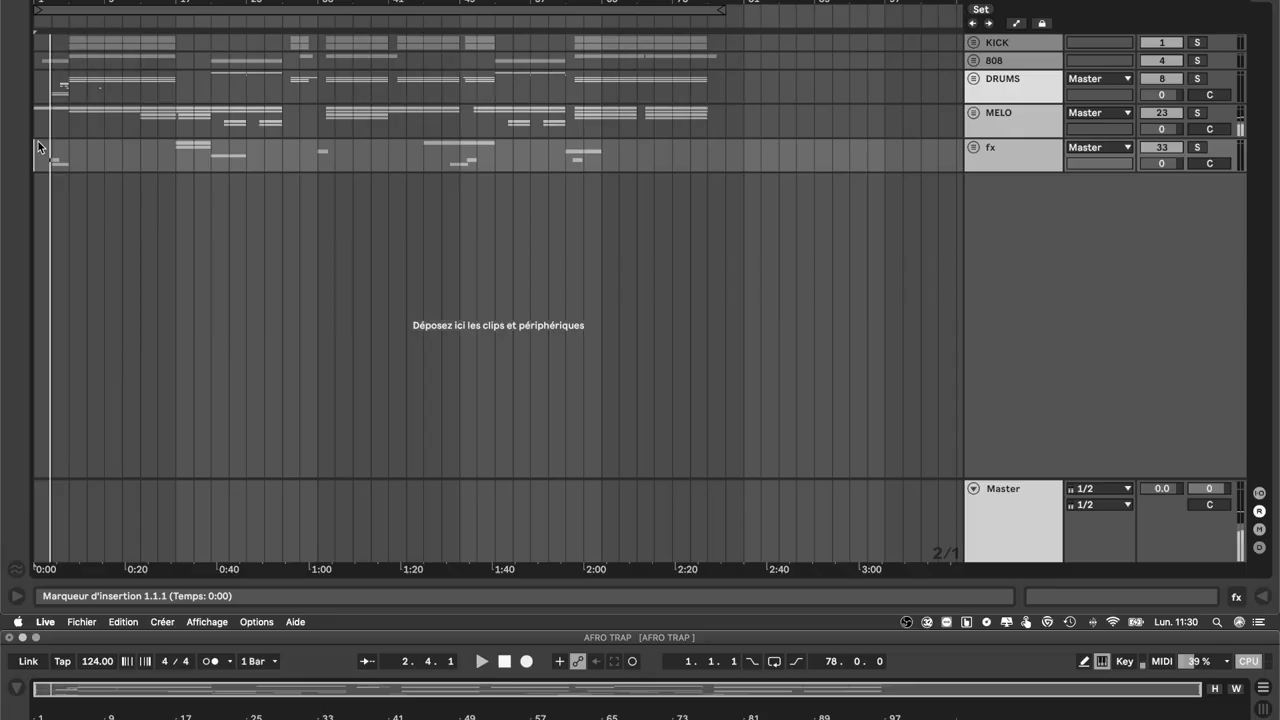 Set
KICK 1 S
808 4 S
DRUMS Master 8 S
0 C
MELO Master 23 S
0 C
fx Master 33 S
0 C
Déposez ici les clips et périphériques
Master 1/2 0.0 0
1/2 C
2/1
0:00 0:20 0:40 1:00 1:20 1:40 2:00 2:20 2:40 3:00
Marqueur d'insertion 1.1.1 (Temps: 0:00) fx
Live Fichier Edition Créer Affichage Options Aide Lun. 11:30
AFRO TRAP [AFRO TRAP ]
Link Tap 124.00 4 / 4 1 Bar 2. 4. 1 1. 1. 1 78. 0. 0 Key MIDI 39 % CPU
H W
1 9 17 25 33 41 49 57 65 73 81 89 97